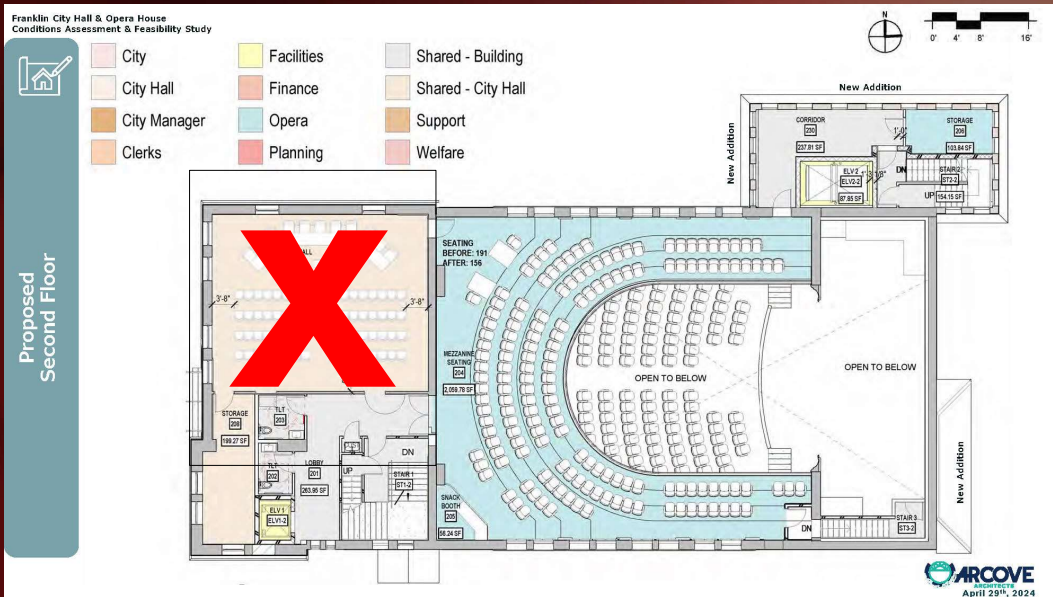 Franklin City Hall & Opera House
Conditions Assessment & Feasibility Study
Proposed
Second Floor
City
City Hall
City Manager
Clerks
Facilities
Finance
Opera
Planning
Shared - Building
Shared - City Hall
Support
Welfare
N
0' 4' 8' 16'
New Addition
New Addition
CORRIDOR
230
237.81 SF
1'-0"
STORAGE
206
103.84 SF
ELV 2
ELV2-2
87.85 SF
DN
STAIR 2
ST2-2
UP
154.15 SF
ALL
3'-8"
3'-8"
X
SEATING
BEFORE: 191
AFTER: 156
MEZZANINE
SEATING
204
2,059.78 SF
OPEN TO BELOW
OPEN TO BELOW
STORAGE
208
199.27 SF
TLT
203
TLT
202
LOBBY
201
263.95 SF
UP
DN
STAIR 1
ST1-2
ELV 1
ELV1-2
SNACK
BOOTH
205
56.24 SF
DN
STAIR 3
ST3-2
New Addition
ARCOVE
ARCHITECTS
April 29th, 2024